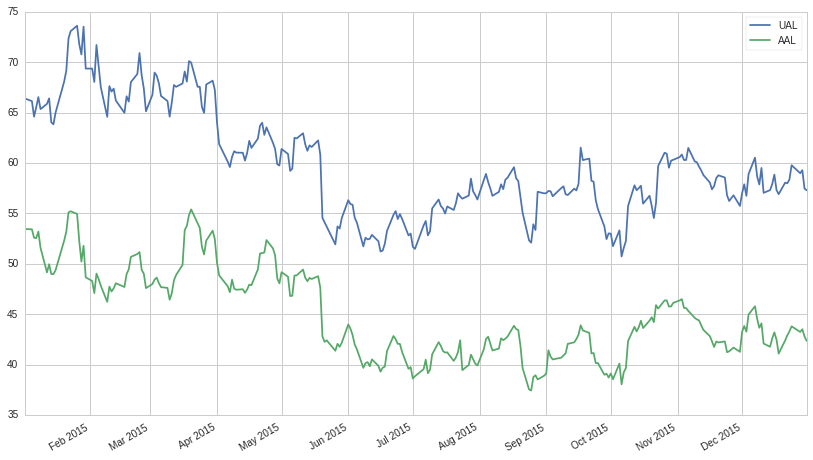 75
70
65
60
55
50
45
40
35
UAL
AAL
Feb 2015
Mar 2015
Apr 2015
May 2015
Jun 2015
Jul 2015
Aug 2015
Sep 2015
Oct 2015
Nov 2015
Dec 2015